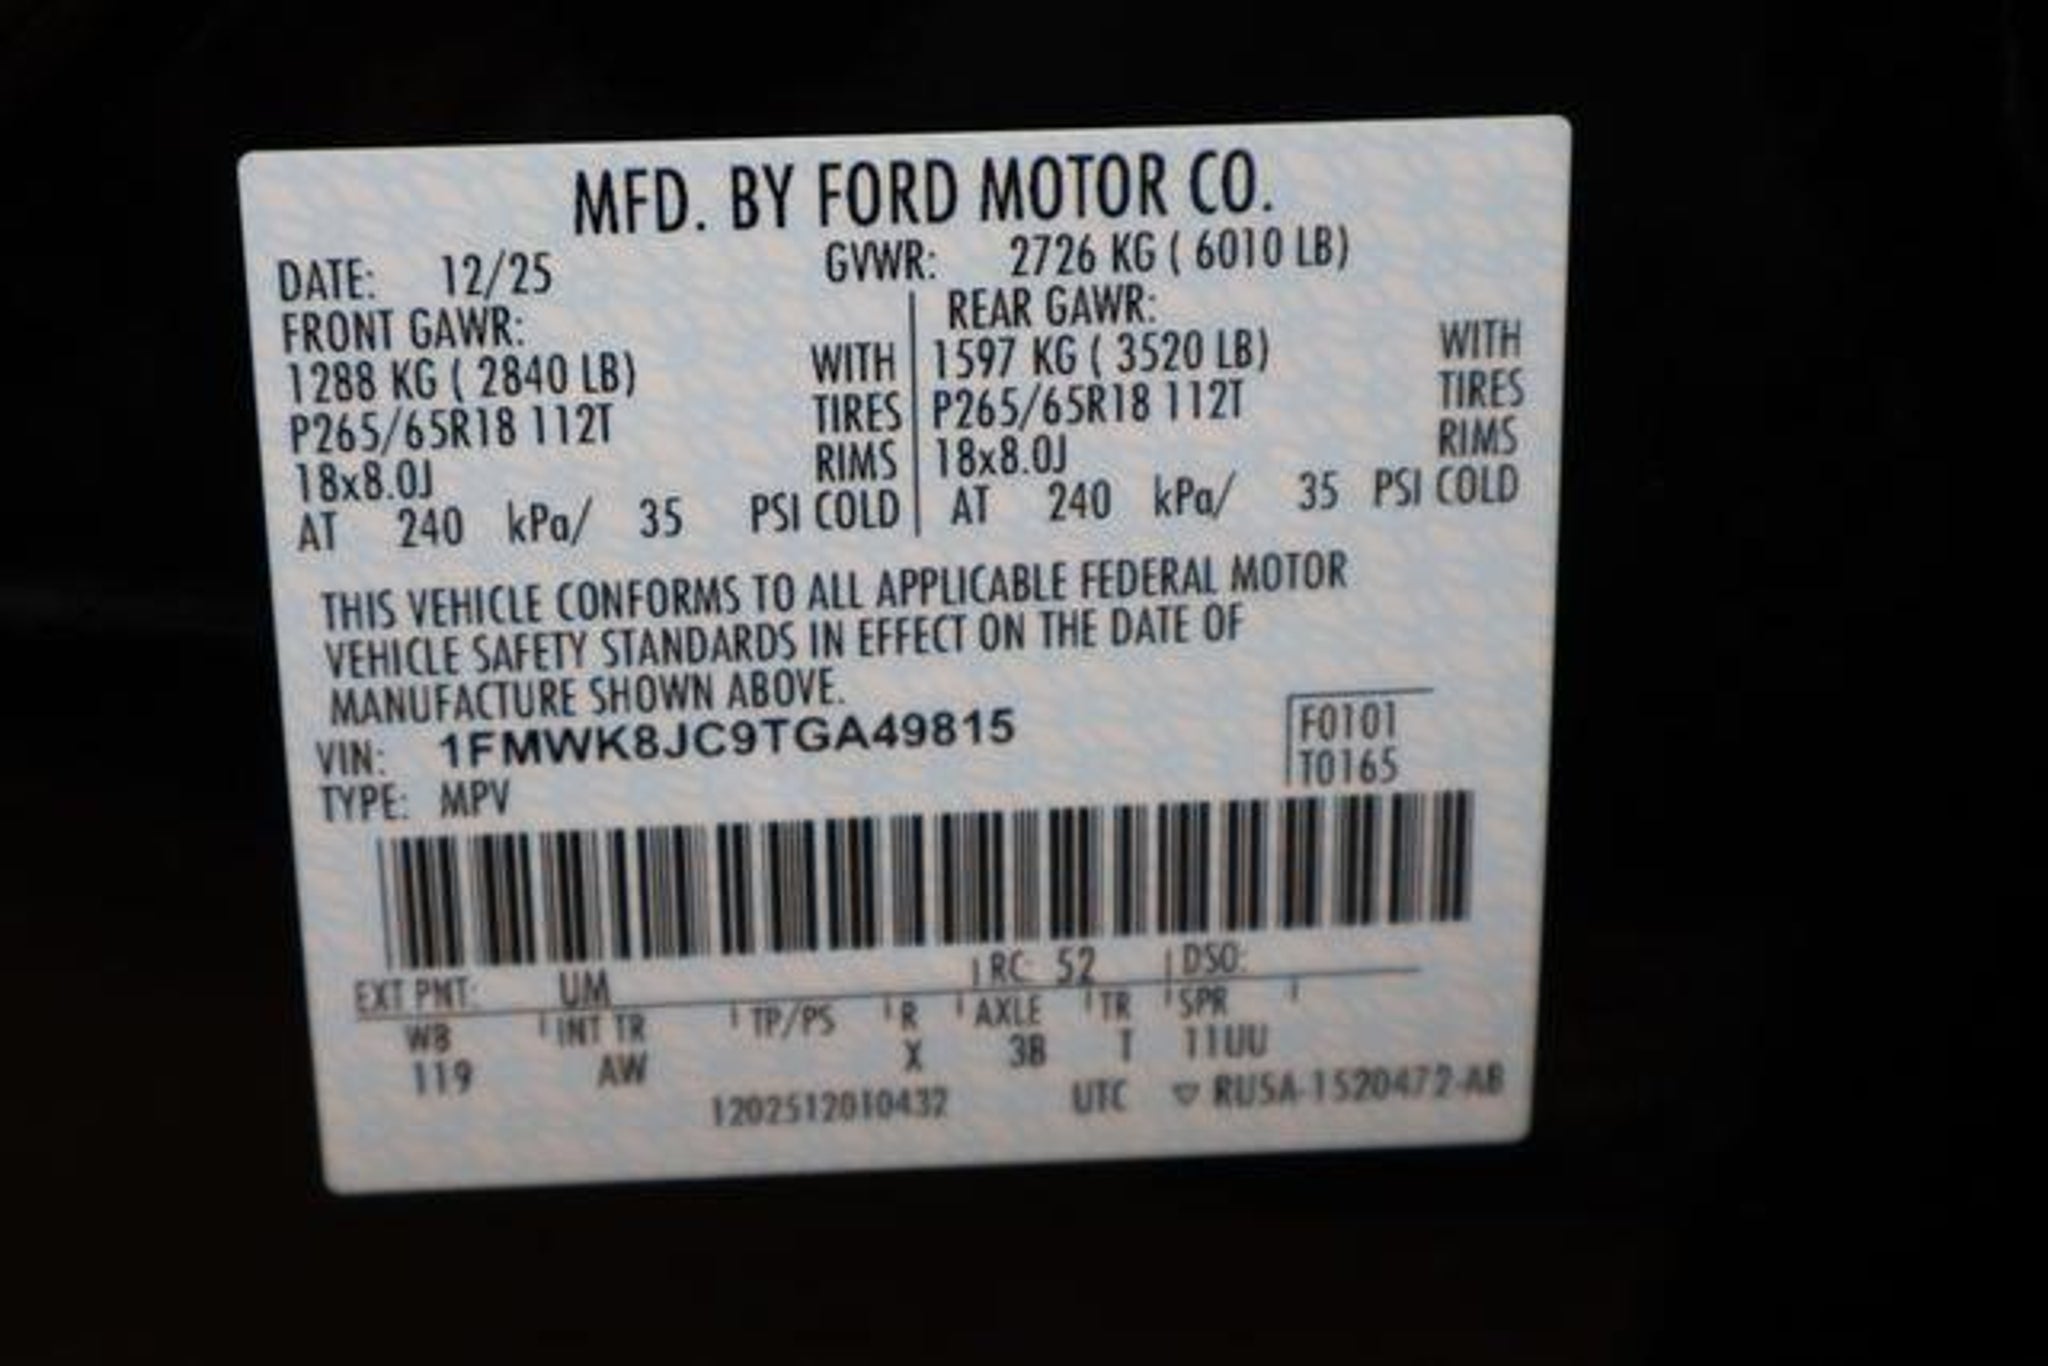 MFD. BY FORD MOTOR CO.
DATE: 12/25 GVWR: 2726 KG ( 6010 LB)
FRONT GAWR: REAR GAWR:
1288 KG ( 2840 LB) WITH 1597 KG ( 3520 LB) WITH
P265/65R18 112T TIRES P265/65R18 112T TIRES
18x8.0J RIMS 18x8.0J RIMS
AT 240 kPa/ 35 PSI COLD AT 240 kPa/ 35 PSI COLD
THIS VEHICLE CONFORMS TO ALL APPLICABLE FEDERAL MOTOR
VEHICLE SAFETY STANDARDS IN EFFECT ON THE DATE OF
MANUFACTURE SHOWN ABOVE.
VIN: 1FMWK8JC9TGA49815 F0101
TYPE: MPV T0165
EXT PNT: UM RC: 52 DSO:
WB INT TR TP/PS R AXLE TR SPR
119 AW X 3B T 11UU
1202512010432 UTC ▽ RU5A-1520472-AB